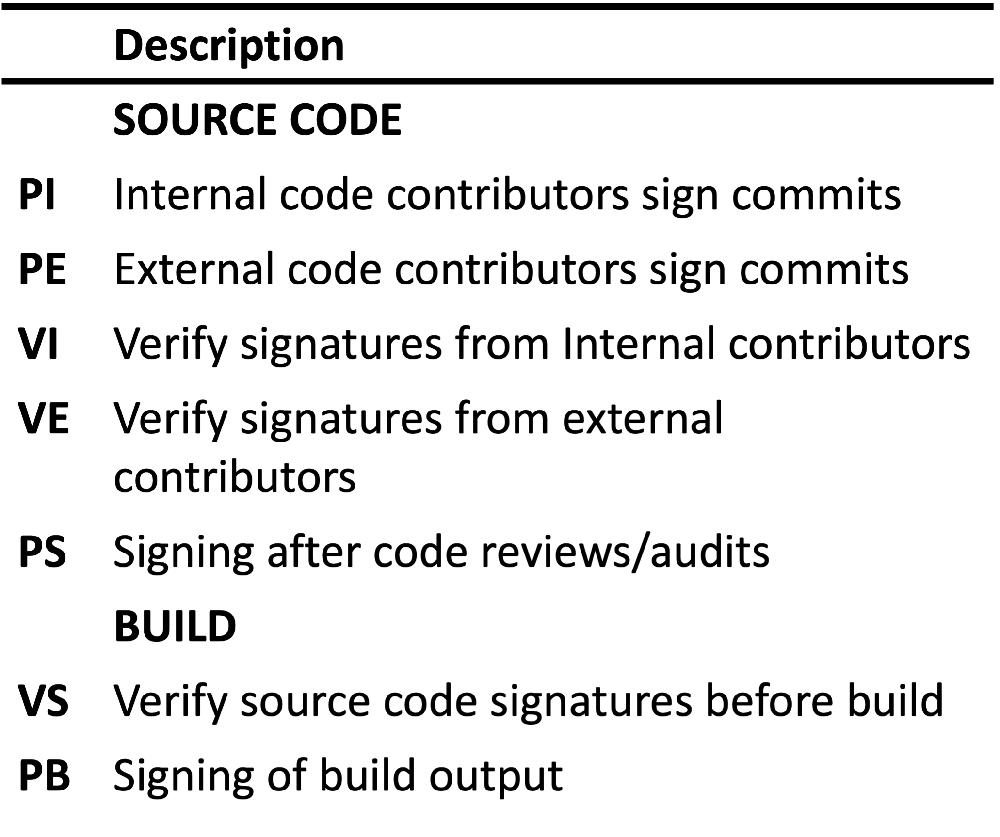 Description
SOURCE CODE
PI Internal code contributors sign commits
PE External code contributors sign commits
VI Verify signatures from Internal contributors
VE Verify signatures from external
contributors
PS Signing after code reviews/audits
BUILD
VS Verify source code signatures before build
PB Signing of build output